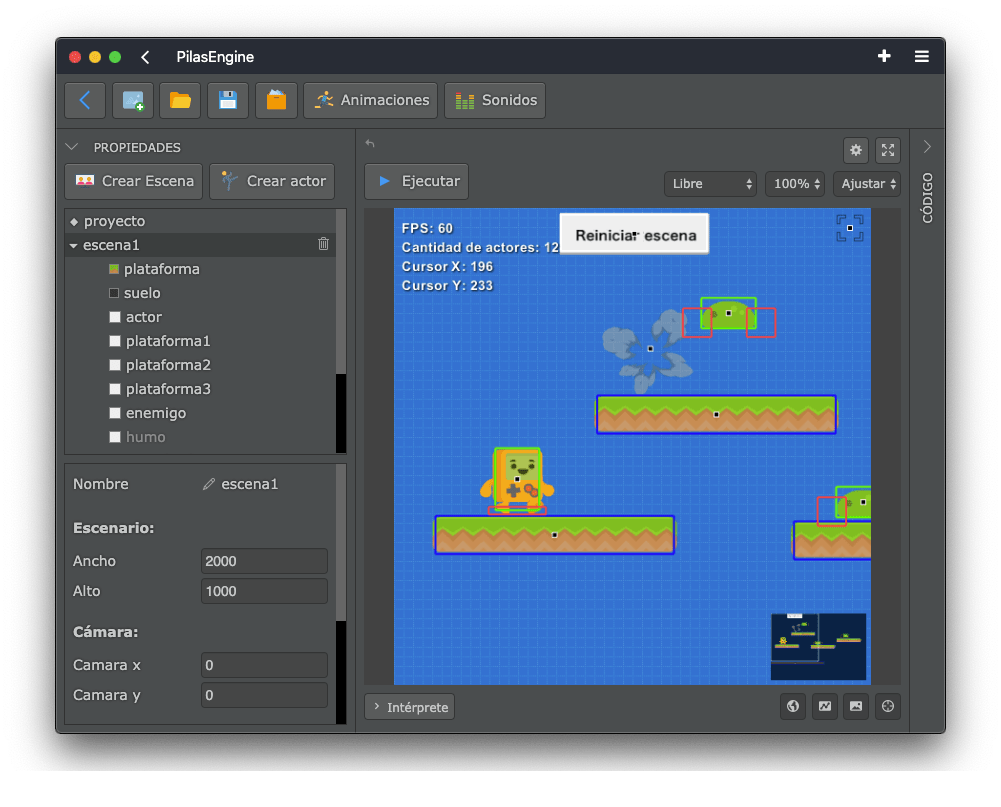 PilasEngine
Animaciones
Sonidos
PROPIEDADES
Crear Escena
Crear actor
proyecto
escena1
plataforma
suelo
actor
plataforma1
plataforma2
plataforma3
enemigo
humo
Nombre escena1
Escenario:
Ancho 2000
Alto 1000
Cámara:
Camara x 0
Camara y 0
Ejecutar
Libre
100%
Ajustar
FPS: 60
Cantidad de actores: 12
Cursor X: 196
Cursor Y: 233
Reiniciar escena
Intérprete
CÓDIGO